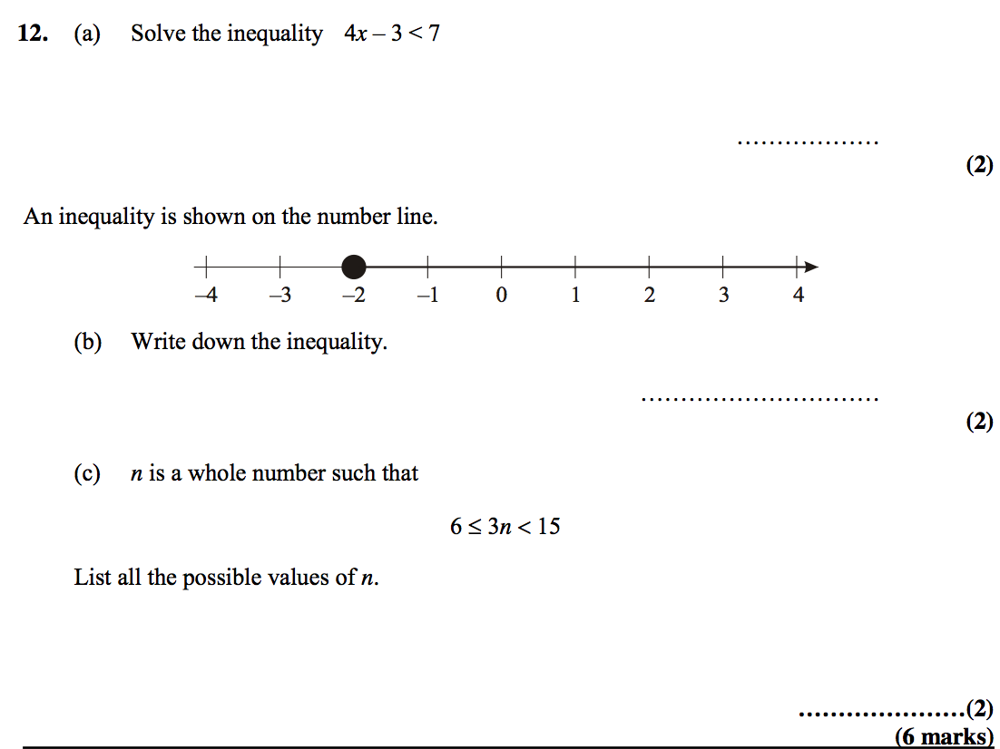 12. (a) Solve the inequality 4x – 3 < 7
..................
(2)
An inequality is shown on the number line.
–4 –3 –2 –1 0 1 2 3 4
(b) Write down the inequality.
..............................
(2)
(c) n is a whole number such that
6 ≤ 3n < 15
List all the possible values of n.
.....................(2)
(6 marks)